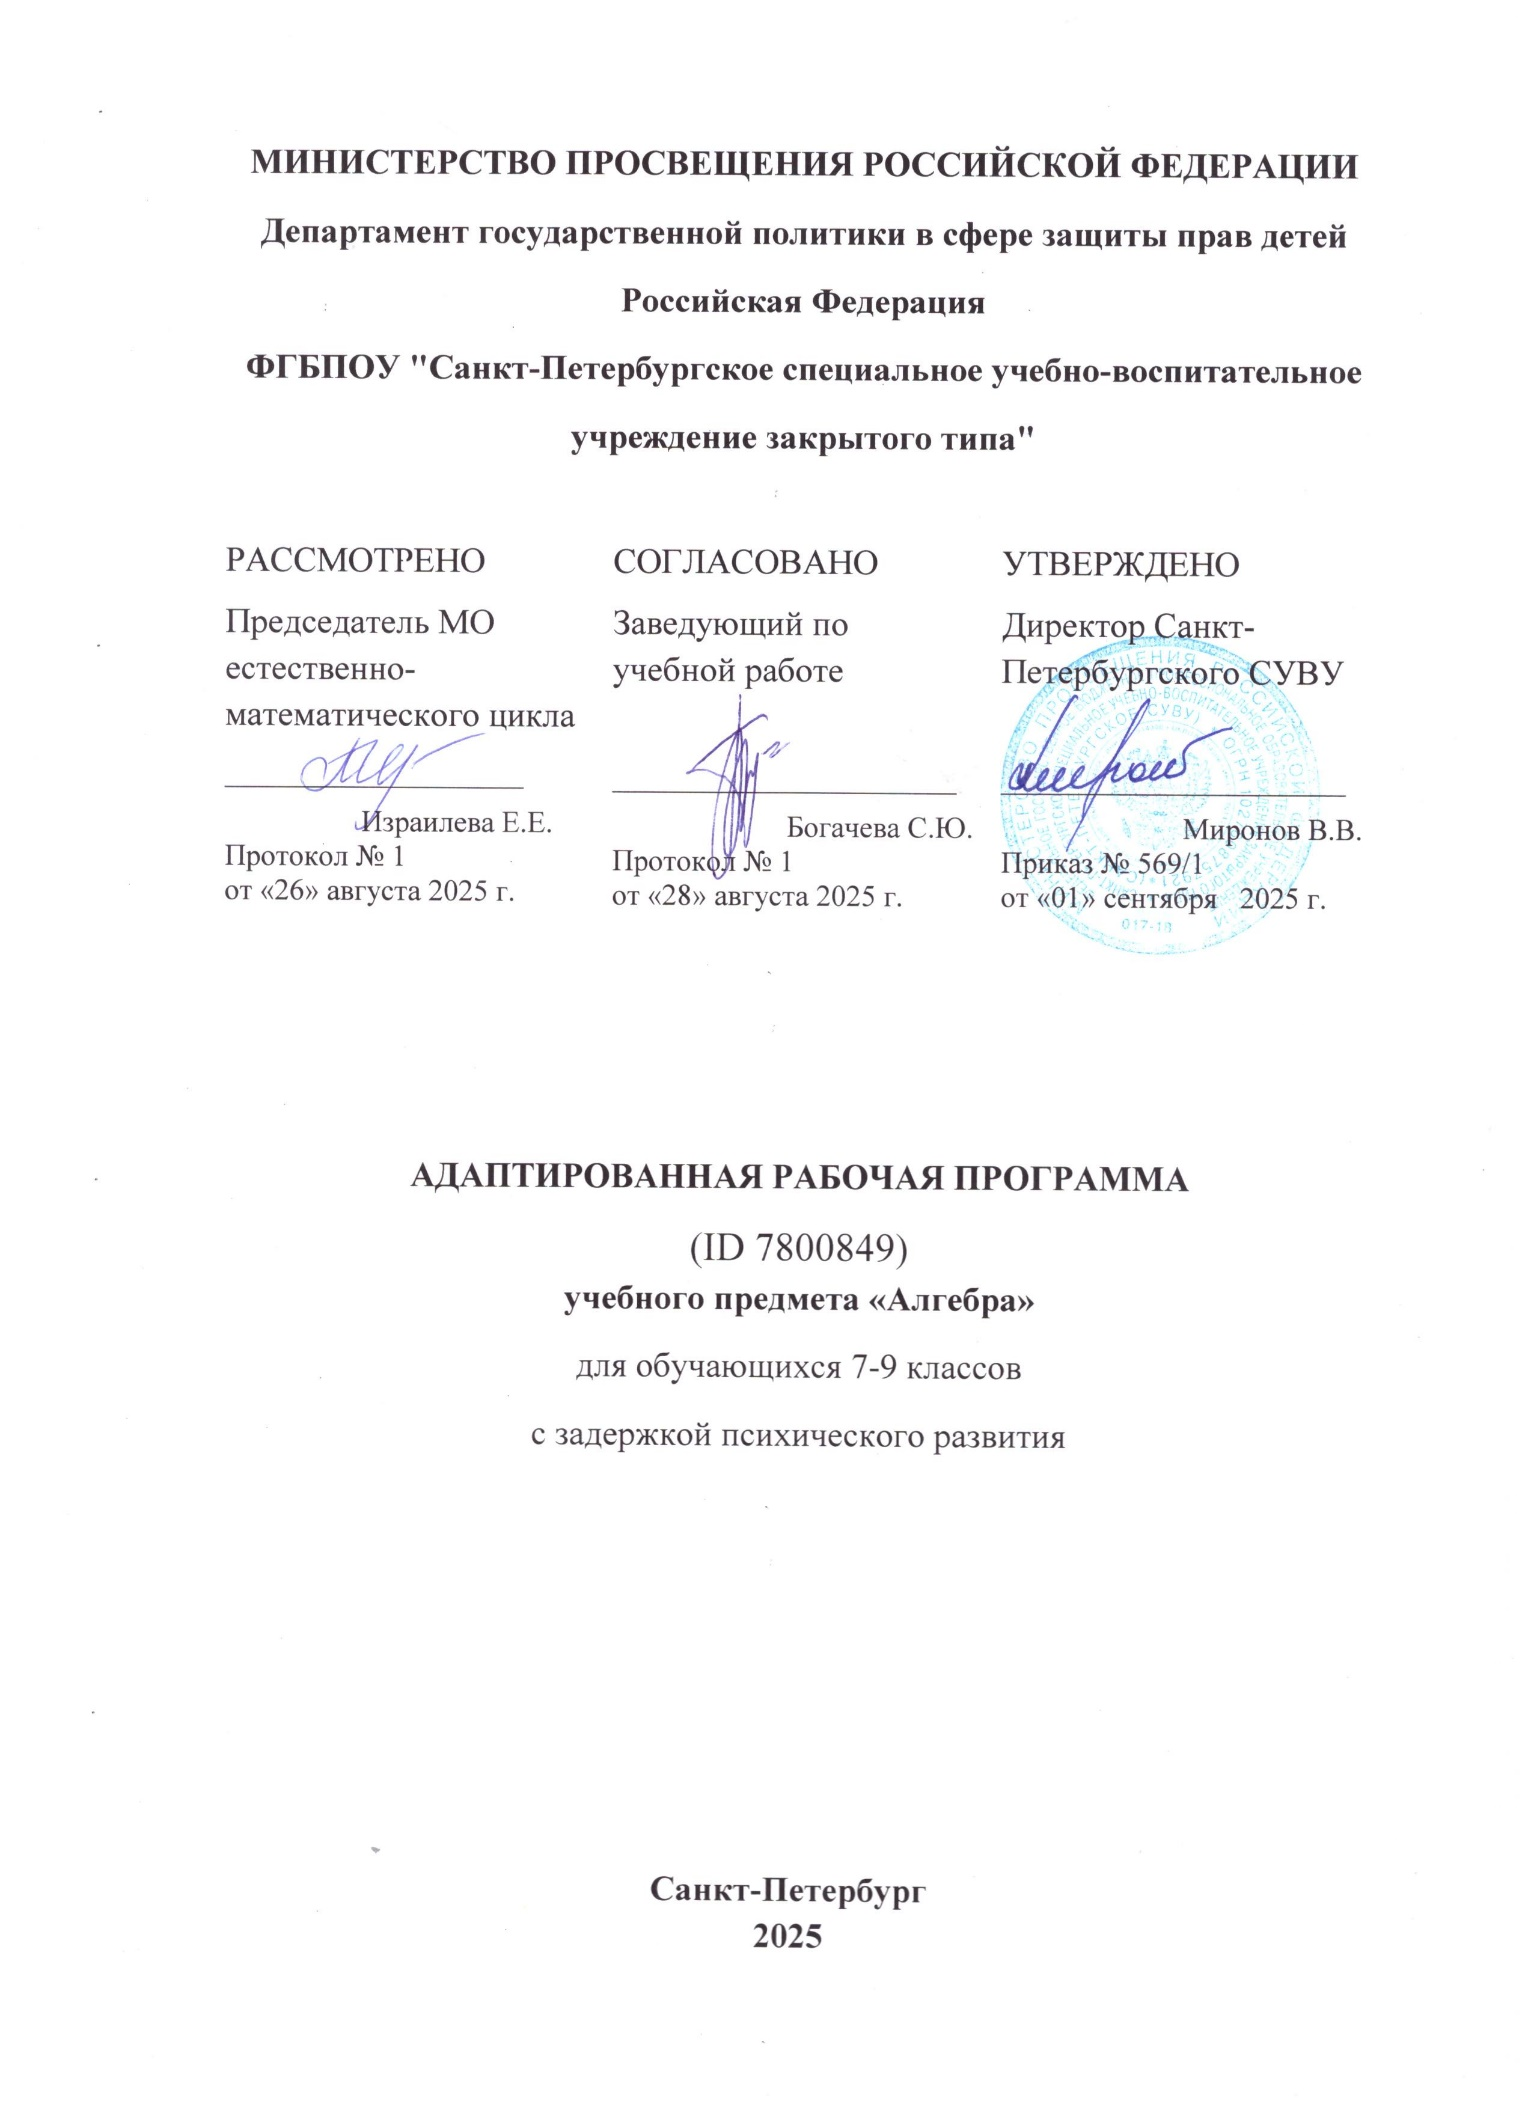 МИНИСТЕРСТВО ПРОСВЕЩЕНИЯ РОССИЙСКОЙ ФЕДЕРАЦИИ
Департамент государственной политики в сфере защиты прав детей
Российская Федерация
ФГБПОУ "Санкт-Петербургское специальное учебно-воспитательное
учреждение закрытого типа"
РАССМОТРЕНО
Председатель МО
естественно-
математического цикла
Израилева Е.Е.
Протокол № 1
от «26» августа 2025 г.
СОГЛАСОВАНО
Заведующий по
учебной работе
Богачева С.Ю.
Протокол № 1
от «28» августа 2025 г.
УТВЕРЖДЕНО
Директор Санкт-
Петербургского СУВУ
Миронов В.В.
Приказ № 569/1
от «01» сентября 2025 г.
017-18
АДАПТИРОВАННАЯ РАБОЧАЯ ПРОГРАММА
(ID 7800849)
учебного предмета «Алгебра»
для обучающихся 7-9 классов
с задержкой психического развития
Санкт-Петербург
2025